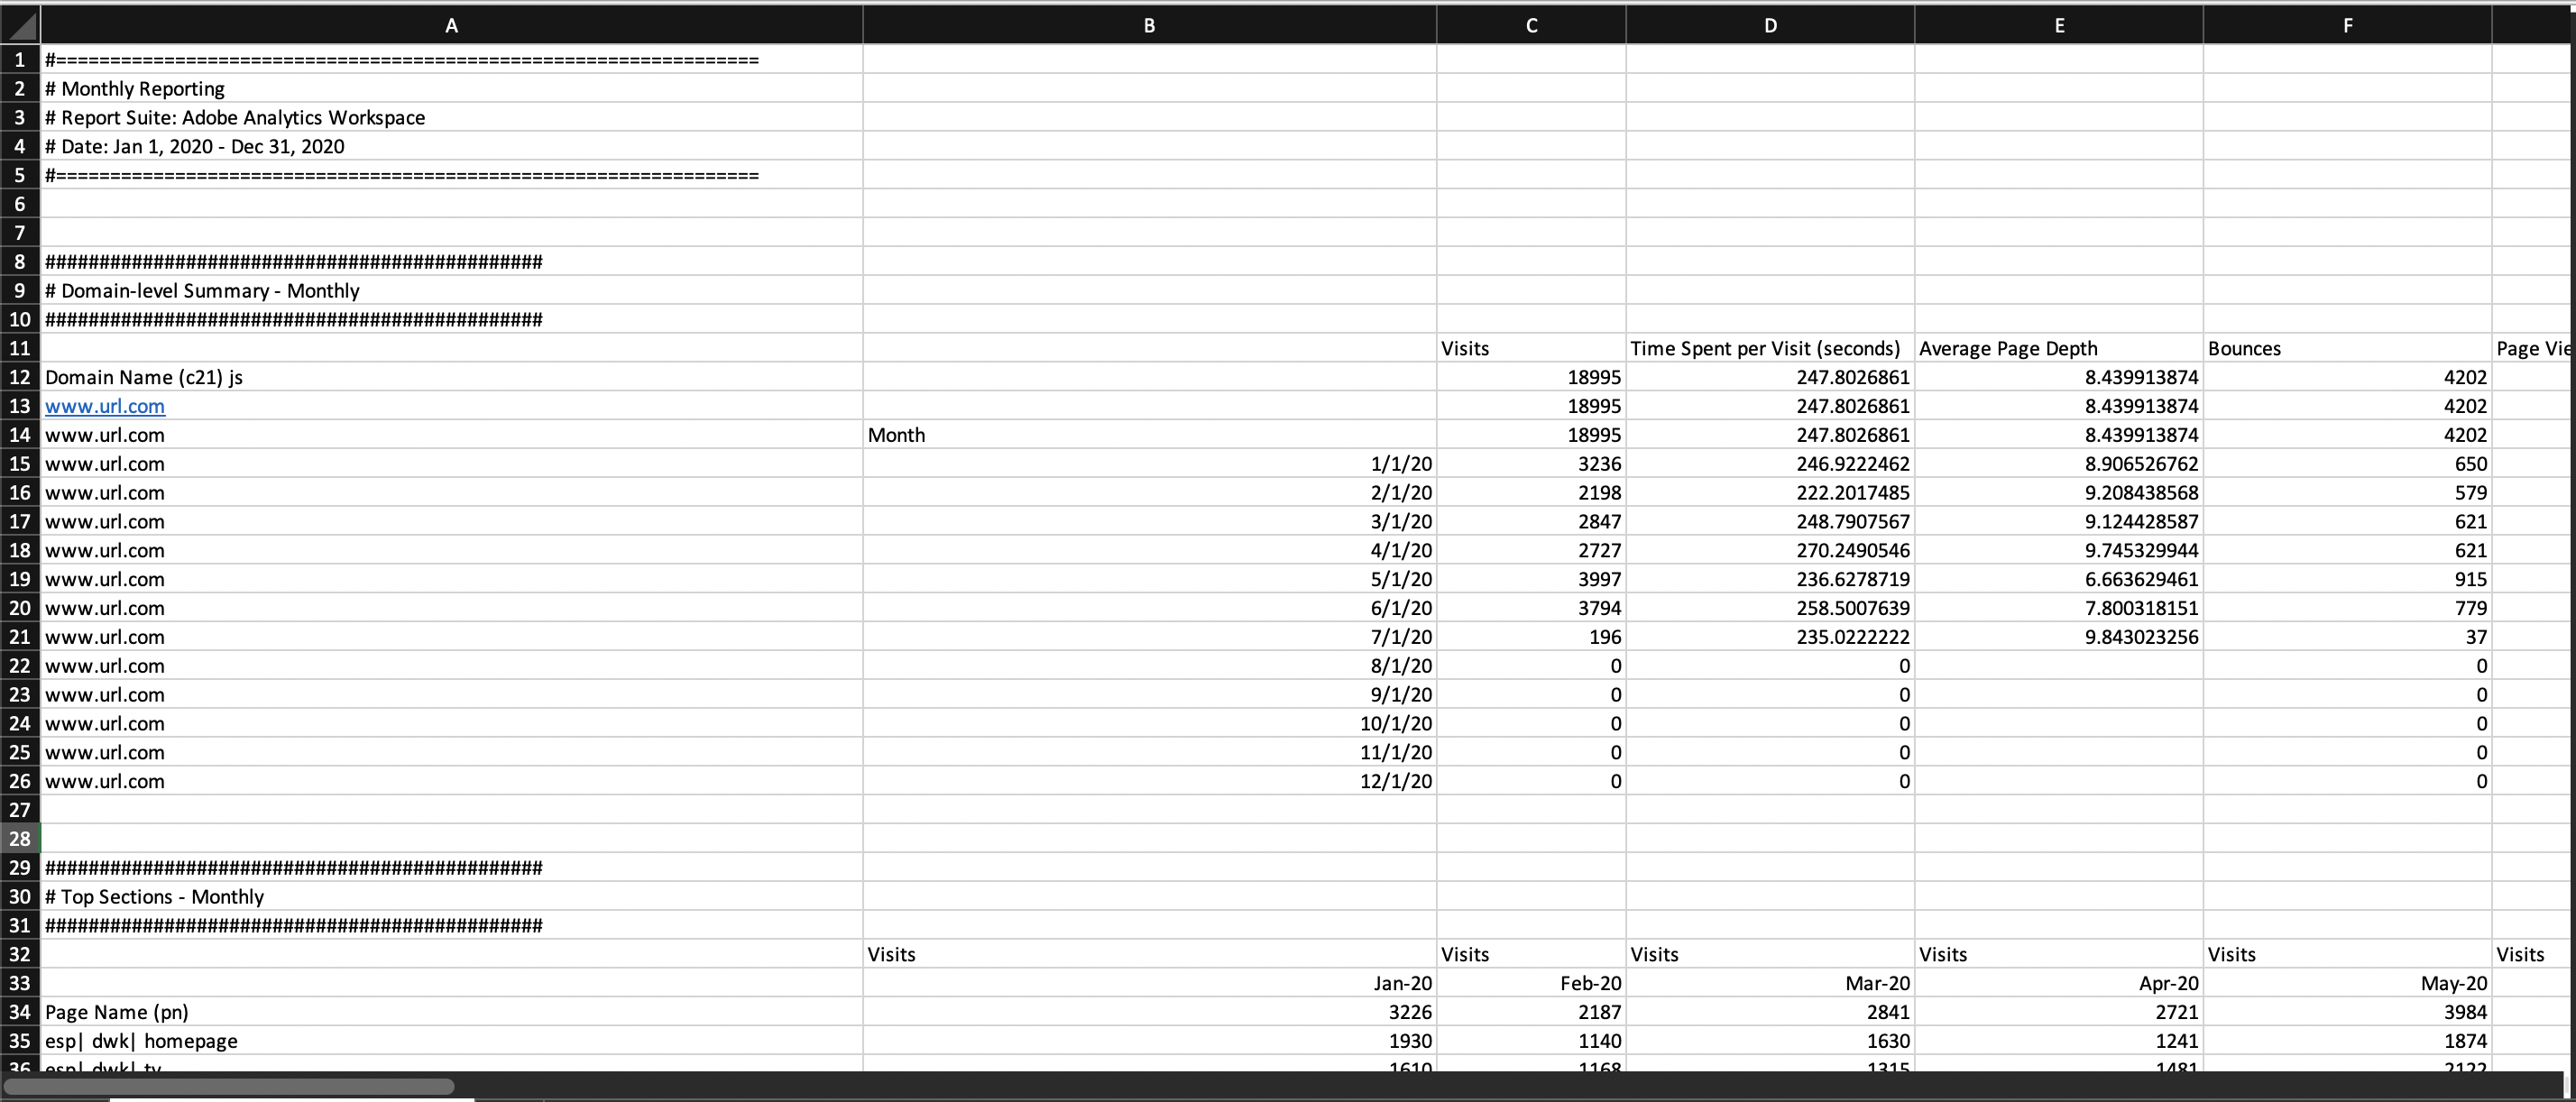 A B C D E F
1 #=================================================================
2 # Monthly Reporting
3 # Report Suite: Adobe Analytics Workspace
4 # Date: Jan 1, 2020 - Dec 31, 2020
5 #=================================================================
6
7
8 ##############################################
9 # Domain-level Summary - Monthly
10 ##############################################
11 Visits Time Spent per Visit (seconds) Average Page Depth Bounces Page Vie
12 Domain Name (c21) js 18995 247.8026861 8.439913874 4202
13 www.url.com 18995 247.8026861 8.439913874 4202
14 www.url.com Month 18995 247.8026861 8.439913874 4202
15 www.url.com 1/1/20 3236 246.9222462 8.906526762 650
16 www.url.com 2/1/20 2198 222.2017485 9.208438568 579
17 www.url.com 3/1/20 2847 248.7907567 9.124428587 621
18 www.url.com 4/1/20 2727 270.2490546 9.745329944 621
19 www.url.com 5/1/20 3997 236.6278719 6.663629461 915
20 www.url.com 6/1/20 3794 258.5007639 7.800318151 779
21 www.url.com 7/1/20 196 235.0222222 9.843023256 37
22 www.url.com 8/1/20 0 0 0
23 www.url.com 9/1/20 0 0 0
24 www.url.com 10/1/20 0 0 0
25 www.url.com 11/1/20 0 0 0
26 www.url.com 12/1/20 0 0 0
27
28
29 ##############################################
30 # Top Sections - Monthly
31 ##############################################
32 Visits Visits Visits Visits Visits Visits
33 Jan-20 Feb-20 Mar-20 Apr-20 May-20
34 Page Name (pn) 3226 2187 2841 2721 3984
35 esp| dwk| homepage 1930 1140 1630 1241 1874
36 esp| dwk| tv 1610 1168 1315 1481 2122